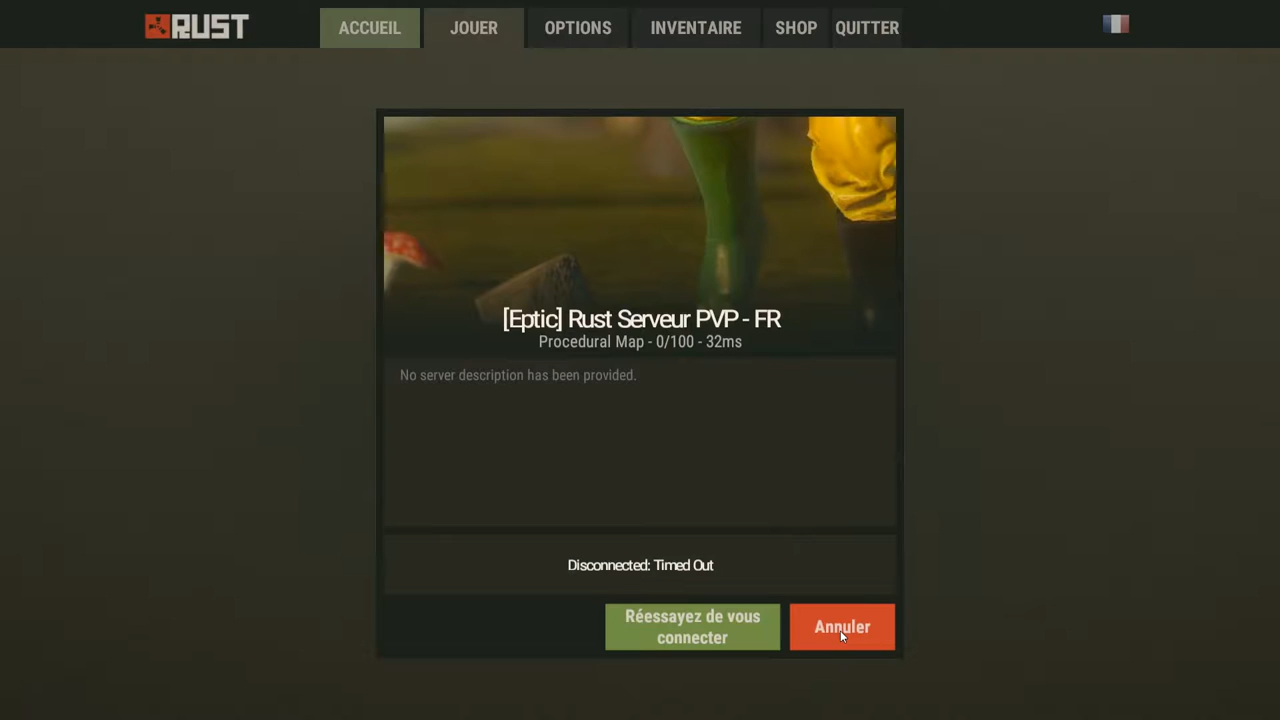 RUST
ACCUEIL JOUER OPTIONS INVENTAIRE SHOP QUITTER
[Eptic] Rust Serveur PVP - FR
Procedural Map - 0/100 - 32ms
No server description has been provided.
Disconnected: Timed Out
Réessayez de vous
connecter
Annuler